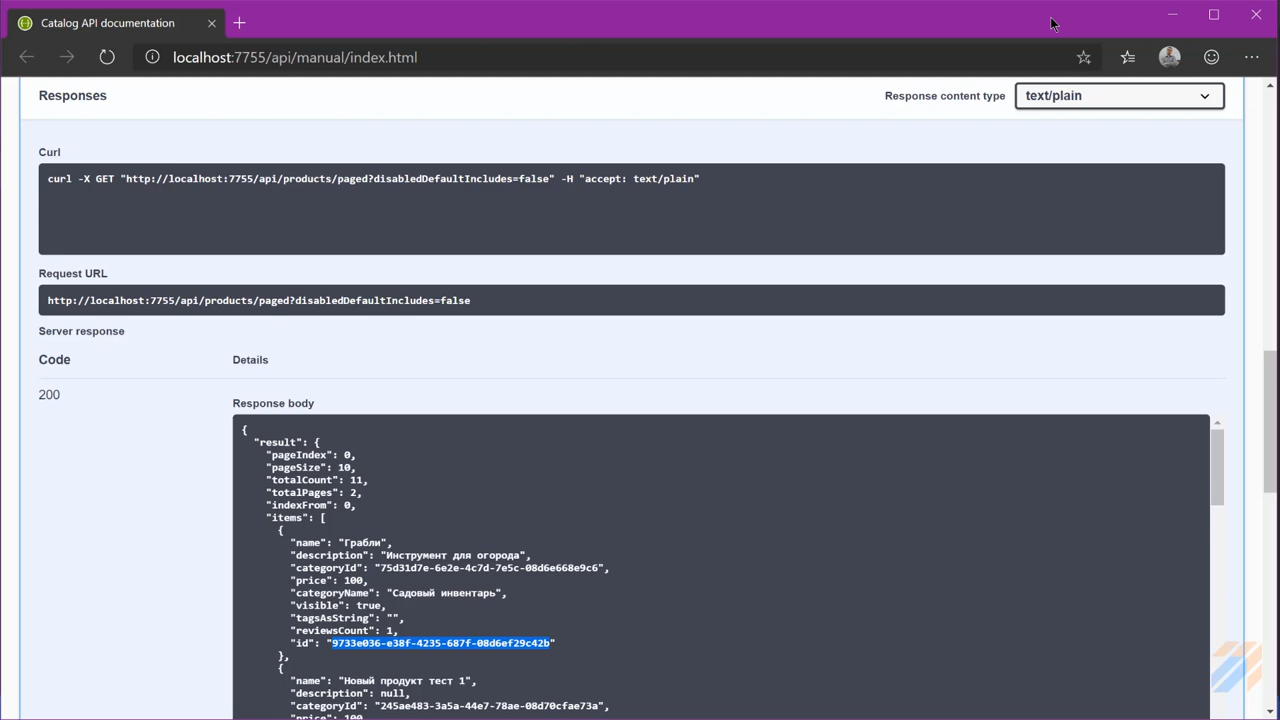 Catalog API documentation
localhost:7755/api/manual/index.html
Responses
Response content type
text/plain
Curl
curl -X GET "http://localhost:7755/api/products/paged?disabledDefaultIncludes=false" -H "accept: text/plain"
Request URL
http://localhost:7755/api/products/paged?disabledDefaultIncludes=false
Server response
Code
Details
200
Response body
{
"result": {
"pageIndex": 0,
"pageSize": 10,
"totalCount": 11,
"totalPages": 2,
"indexFrom": 0,
"items": [
{
"name": "Грабли",
"description": "Инструмент для огорода",
"categoryId": "75d31d7e-6e2e-4c7d-7e5c-08d6e668e9c6",
"price": 100,
"categoryName": "Садовый инвентарь",
"visible": true,
"tagsAsString": "",
"reviewsCount": 1,
"id": "9733e036-e38f-4235-687f-08d6ef29c42b"
},
{
"name": "Новый продукт тест 1",
"description": null,
"categoryId": "245ae483-3a5a-44e7-78ae-08d70cfae73a",
"price": 100